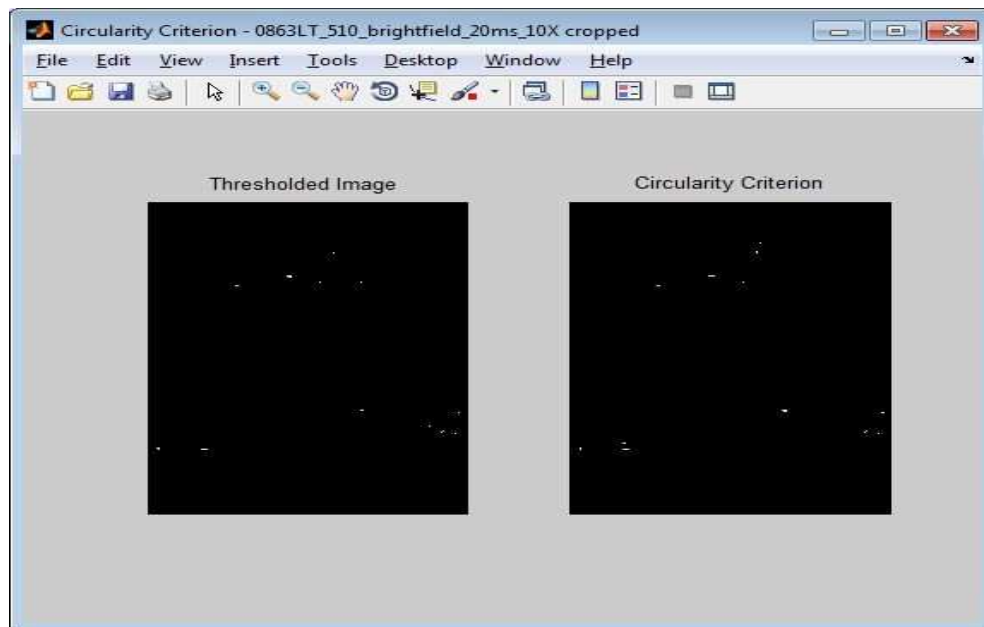 Circularity Criterion - 0863LT_510_brightfield_20ms_10X cropped
File Edit View Insert Tools Desktop Window Help
Thresholded Image
Circularity Criterion